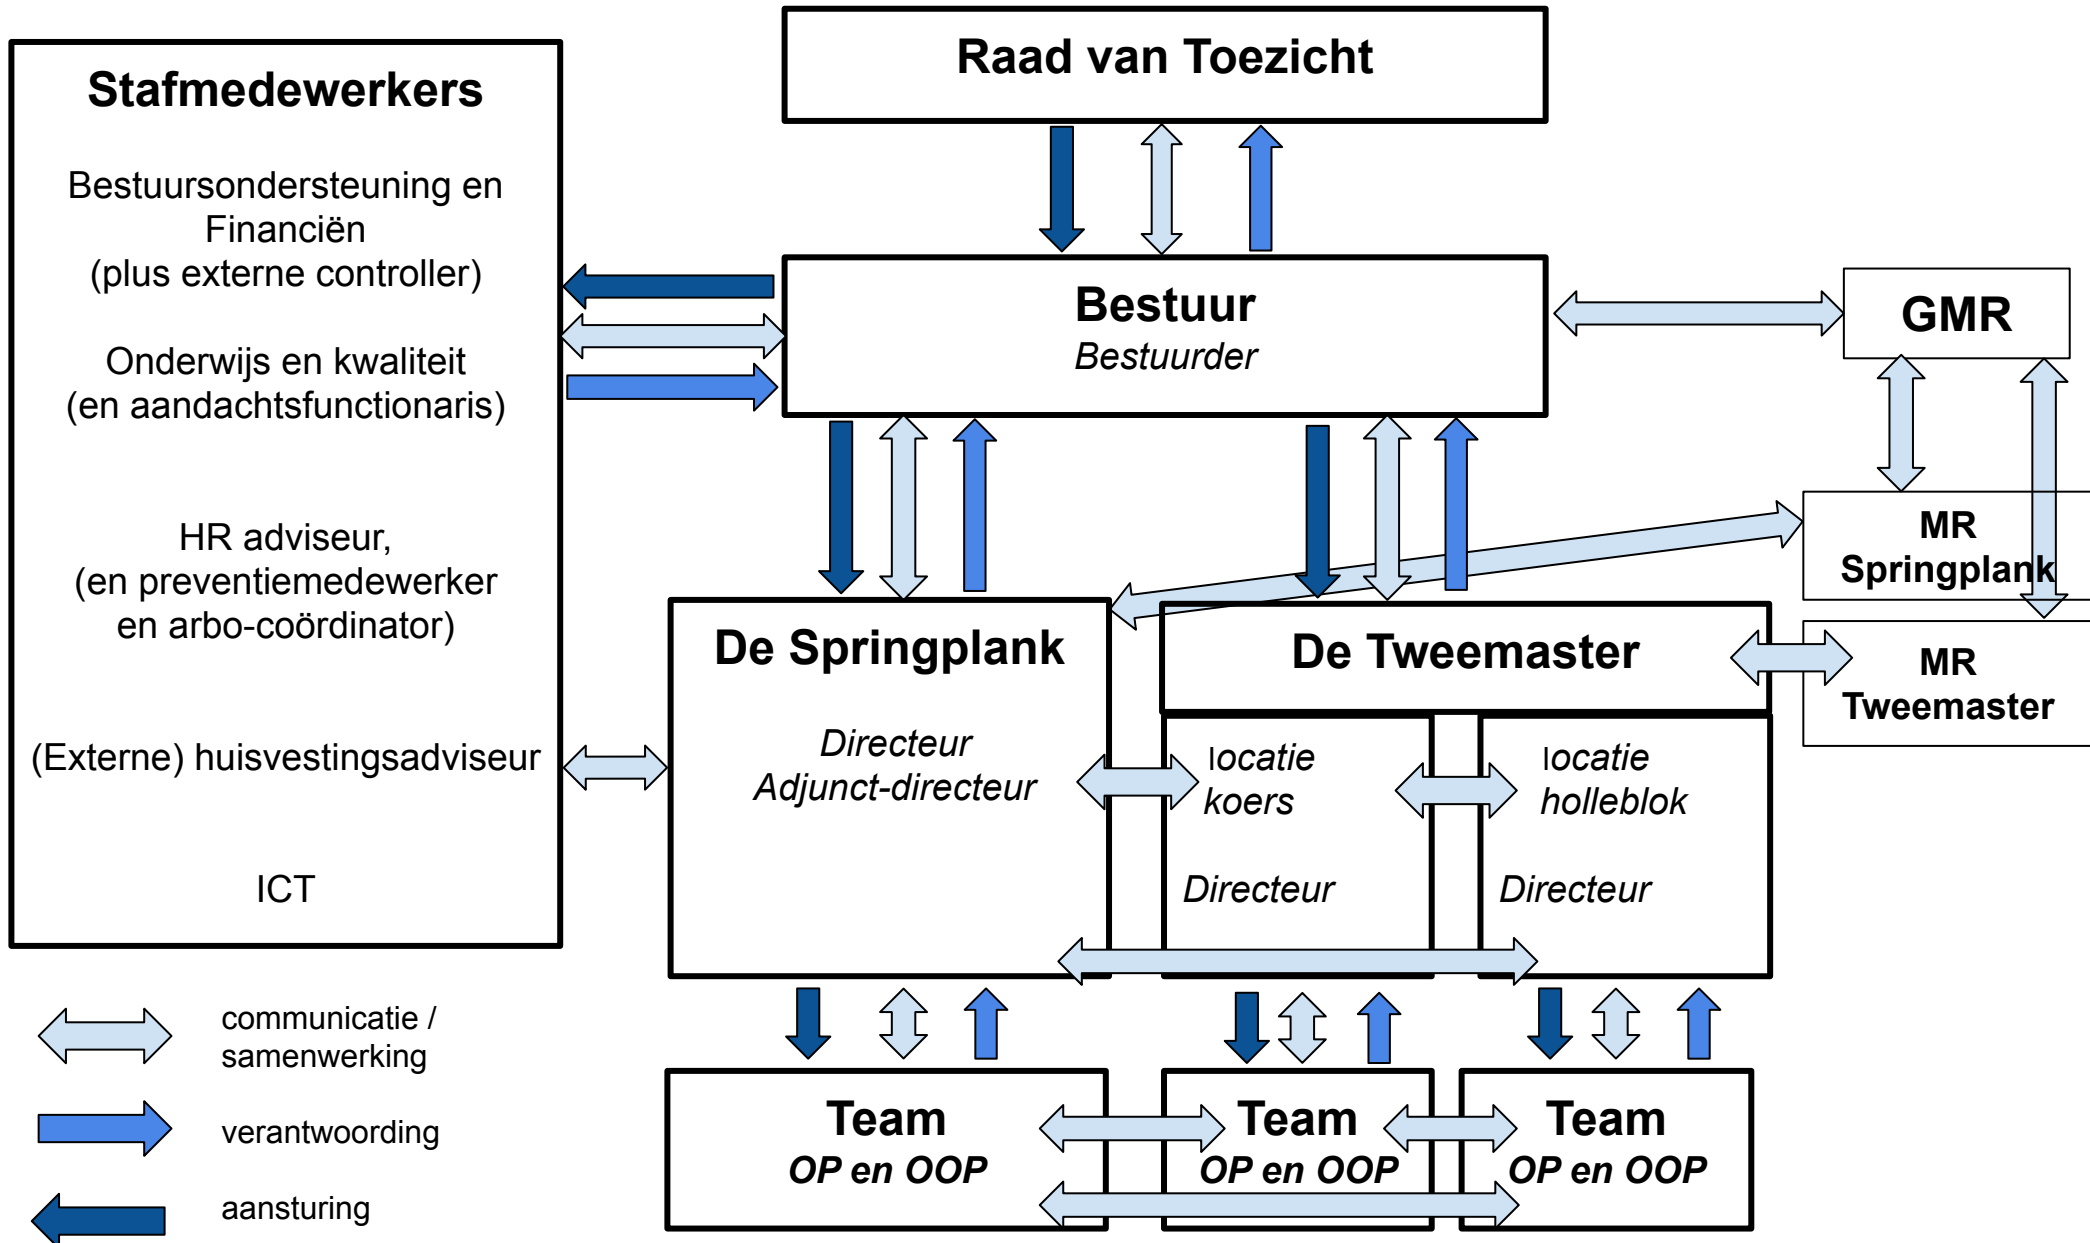 Raad van Toezicht
Stafmedewerkers
Bestuursondersteuning en
Financiën
(plus externe controller)
Onderwijs en kwaliteit
(en aandachtsfunctionaris)
HR adviseur,
(en preventiemedewerker
en arbo-coördinator)
(Externe) huisvestingsadviseur
ICT
Bestuur
Bestuurder
GMR
MR
Springplank
MR
Tweemaster
De Springplank
Directeur
Adjunct-directeur
De Tweemaster
locatie
koers
Directeur
locatie
holleblok
Directeur
Team
OP en OOP
Team
OP en OOP
Team
OP en OOP
communicatie /
samenwerking
verantwoording
aansturing